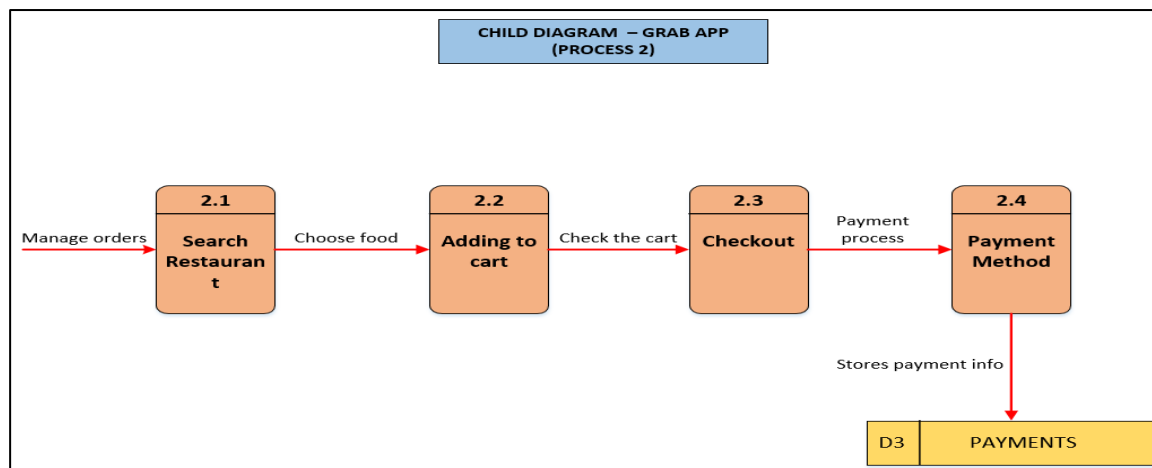 CHILD DIAGRAM – GRAB APP
(PROCESS 2)
2.1
2.2
2.3
2.4
Manage orders
Search
Restauran
t
Choose food
Adding to
cart
Check the cart
Checkout
Payment
process
Payment
Method
Stores payment info
D3
PAYMENTS